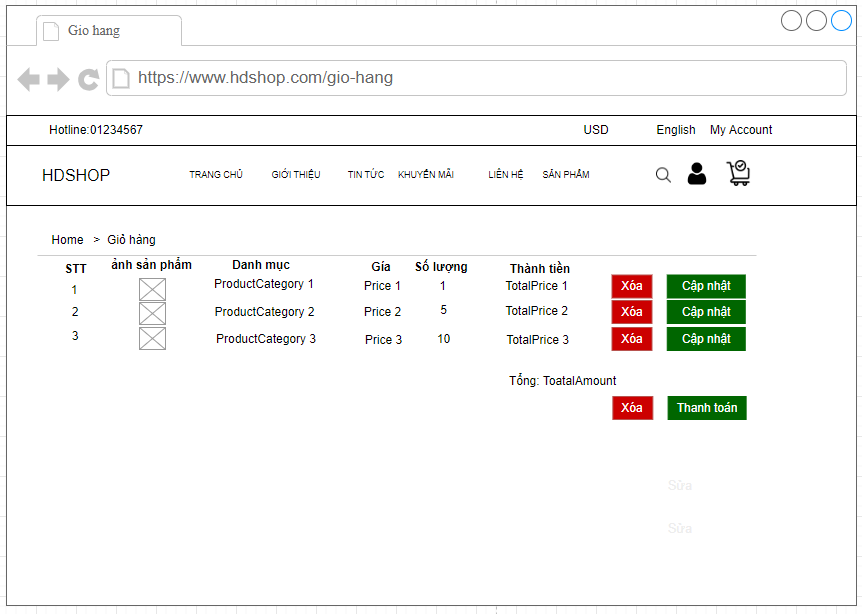 Gio hang
https://www.hdshop.com/gio-hang
Hotline:01234567 USD English My Account
HDSHOP TRANG CHỦ GIỚI THIỆU TIN TỨC KHUYẾN MÃI LIÊN HỆ SẢN PHẨM
Home > Giỏ hàng
STT ảnh sản phẩm Danh mục Gía Số lượng Thành tiền
1 ProductCategory 1 Price 1 1 TotalPrice 1 Xóa Cập nhật
2 ProductCategory 2 Price 2 5 TotalPrice 2 Xóa Cập nhật
3 ProductCategory 3 Price 3 10 TotalPrice 3 Xóa Cập nhật
Tổng: ToatalAmount
Xóa Thanh toán
Sữa
Sữa